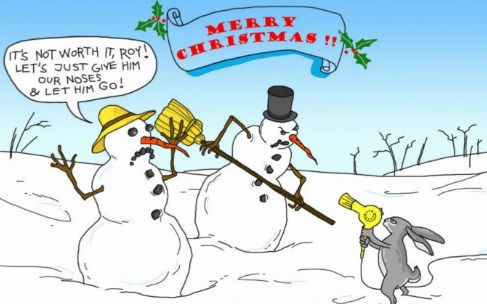 MERRY
CHRISTMAS !!
IT'S NOT WORTH IT, ROY!
LET'S JUST GIVE HIM
OUR NOSES
& LET HIM GO!